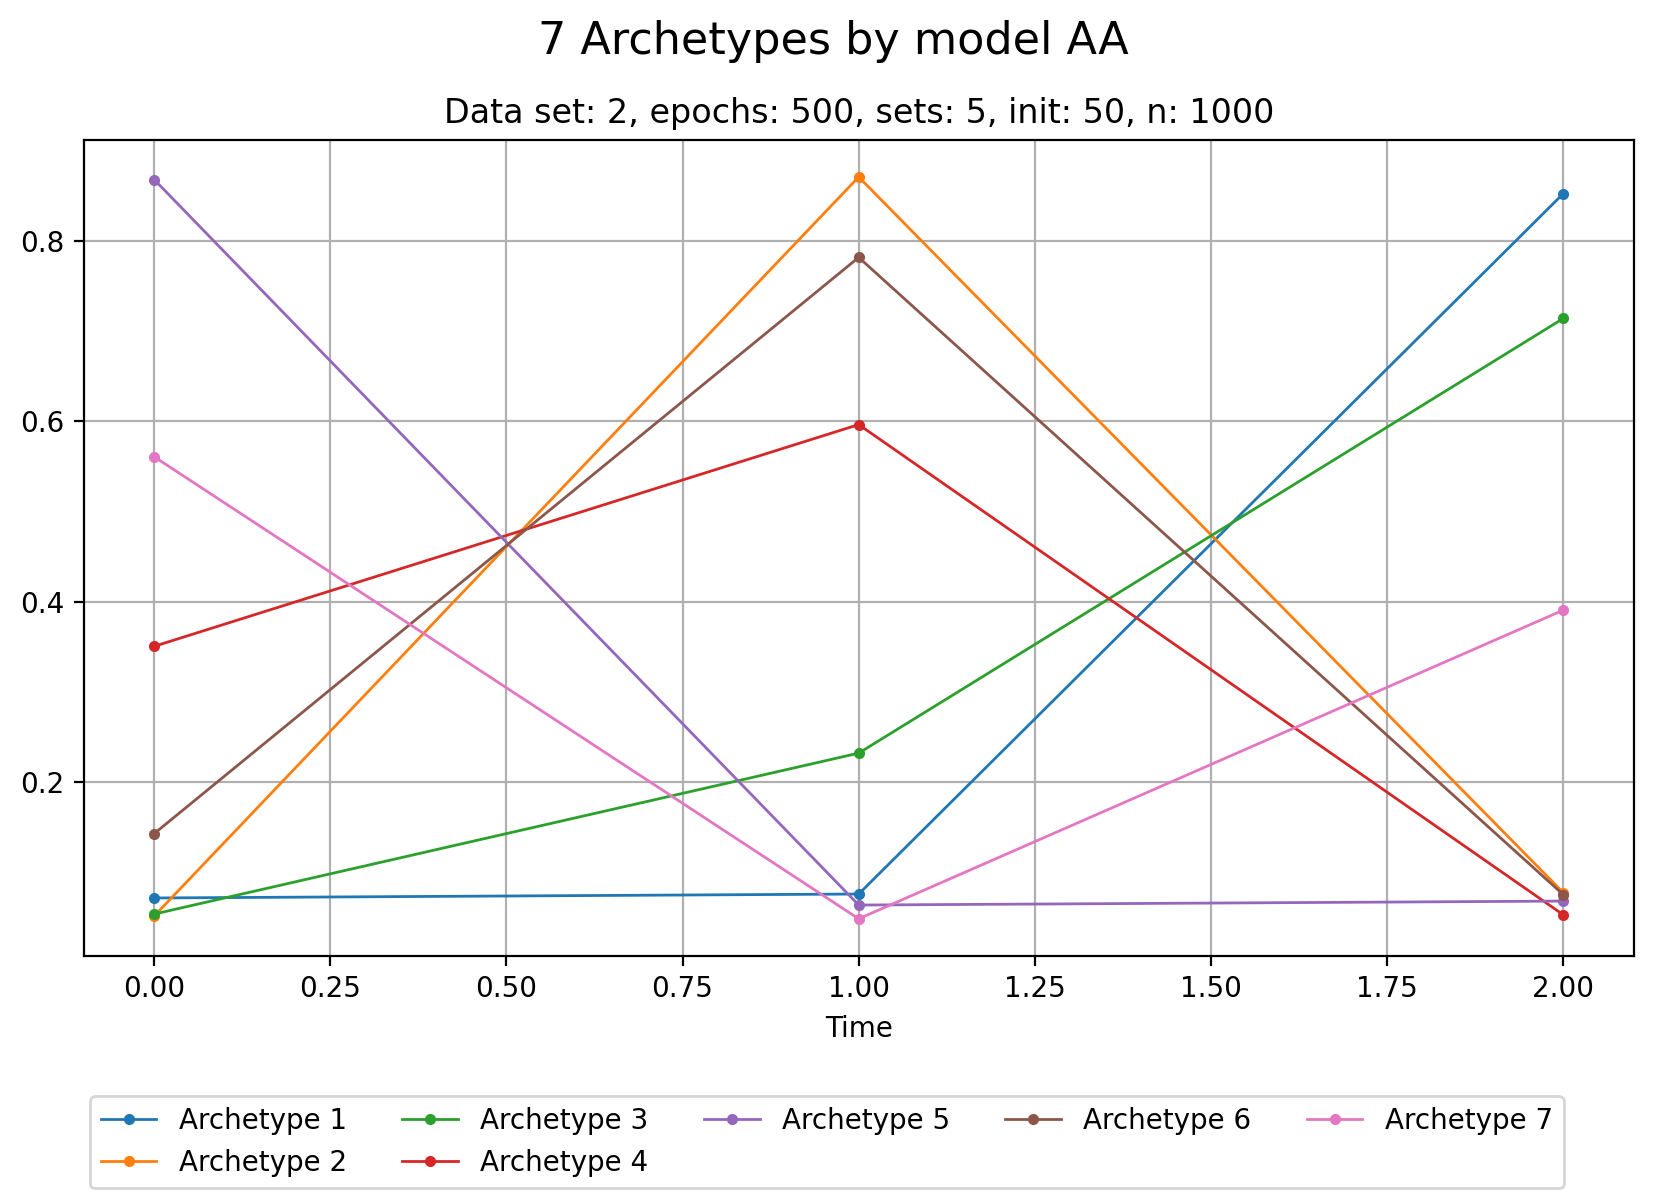 7 Archetypes by model AA
Data set: 2, epochs: 500, sets: 5, init: 50, n: 1000
0.8
0.6
0.4
0.2
0.00 0.25 0.50 0.75 1.00 1.25 1.50 1.75 2.00
Time
Archetype 1 Archetype 3 Archetype 5 Archetype 6 Archetype 7
Archetype 2 Archetype 4